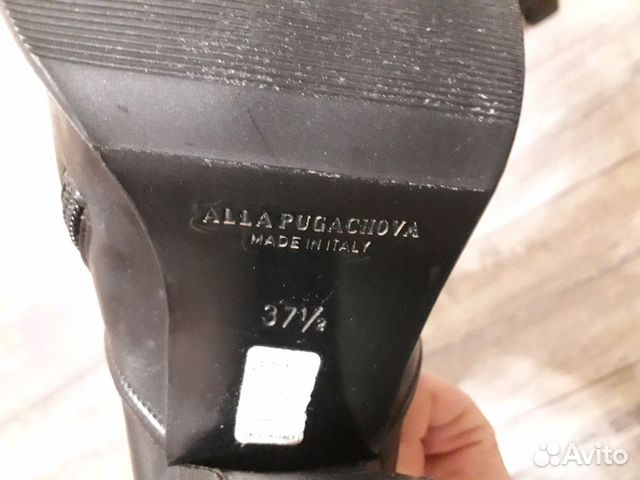 ALLA PUGACHOVA
MADE IN ITALY
37½
Avito